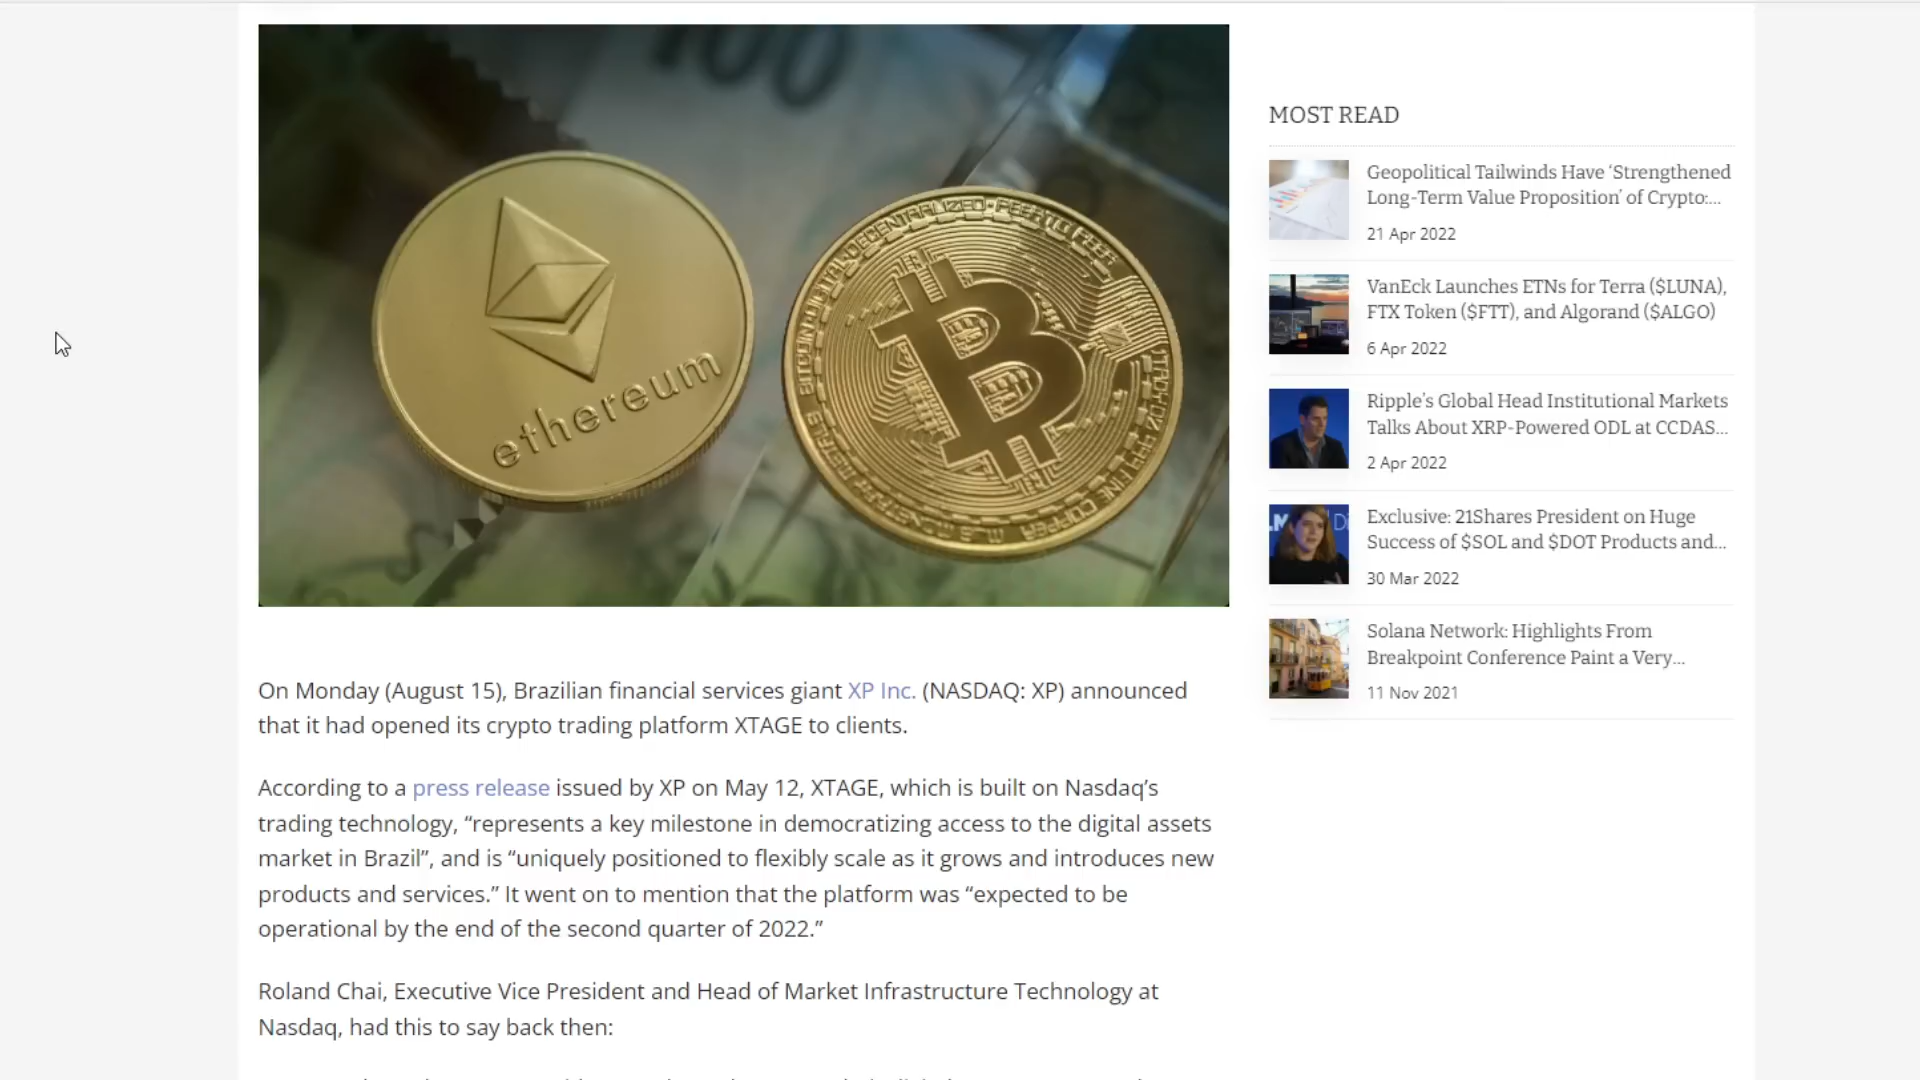 100
ethereum
BITCOIN•DIGITAL•DECENTRALIZED•PEER TO PEER
MOST READ
Geopolitical Tailwinds Have ‘Strengthened
Long-Term Value Proposition’ of Crypto:...
21 Apr 2022
VanEck Launches ETNs for Terra ($LUNA),
FTX Token ($FTT), and Algorand ($ALGO)
6 Apr 2022
Ripple’s Global Head Institutional Markets
Talks About XRP-Powered ODL at CCDAS...
2 Apr 2022
Exclusive: 21Shares President on Huge
Success of $SOL and $DOT Products and...
30 Mar 2022
Solana Network: Highlights From
Breakpoint Conference Paint a Very...
11 Nov 2021
On Monday (August 15), Brazilian financial services giant XP Inc. (NASDAQ: XP) announced
that it had opened its crypto trading platform XTAGE to clients.
According to a press release issued by XP on May 12, XTAGE, which is built on Nasdaq’s
trading technology, “represents a key milestone in democratizing access to the digital assets
market in Brazil”, and is “uniquely positioned to flexibly scale as it grows and introduces new
products and services.” It went on to mention that the platform was “expected to be
operational by the end of the second quarter of 2022.”
Roland Chai, Executive Vice President and Head of Market Infrastructure Technology at
Nasdaq, had this to say back then: